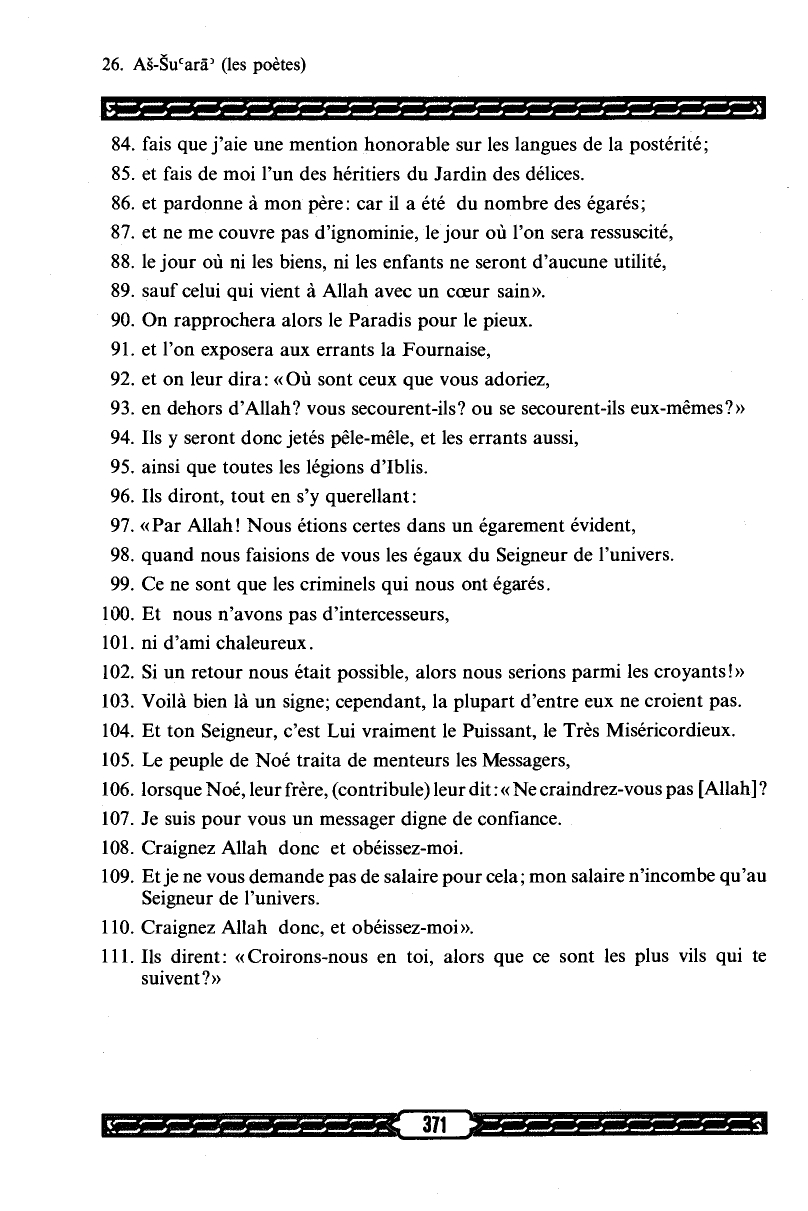 26. Aš-Šuʿarāʾ (les poètes)
84. fais que j'aie une mention honorable sur les langues de la postérité;
85. et fais de moi l'un des héritiers du Jardin des délices.
86. et pardonne à mon père: car il a été du nombre des égarés;
87. et ne me couvre pas d'ignominie, le jour où l'on sera ressuscité,
88. le jour où ni les biens, ni les enfants ne seront d'aucune utilité,
89. sauf celui qui vient à Allah avec un cœur sain».
90. On rapprochera alors le Paradis pour le pieux.
91. et l'on exposera aux errants la Fournaise,
92. et on leur dira: «Où sont ceux que vous adoriez,
93. en dehors d'Allah? vous secourent-ils? ou se secourent-ils eux-mêmes?»
94. Ils y seront donc jetés pêle-mêle, et les errants aussi,
95. ainsi que toutes les légions d'Iblis.
96. Ils diront, tout en s'y querellant:
97. «Par Allah! Nous étions certes dans un égarement évident,
98. quand nous faisions de vous les égaux du Seigneur de l'univers.
99. Ce ne sont que les criminels qui nous ont égarés.
100. Et nous n'avons pas d'intercesseurs,
101. ni d'ami chaleureux.
102. Si un retour nous était possible, alors nous serions parmi les croyants!»
103. Voilà bien là un signe; cependant, la plupart d'entre eux ne croient pas.
104. Et ton Seigneur, c'est Lui vraiment le Puissant, le Très Miséricordieux.
105. Le peuple de Noé traita de menteurs les Messagers,
106. lorsque Noé, leur frère, (contribule) leur dit: «Ne craindrez-vous pas [Allah]?
107. Je suis pour vous un messager digne de confiance.
108. Craignez Allah donc et obéissez-moi.
109. Et je ne vous demande pas de salaire pour cela; mon salaire n'incombe qu'au
Seigneur de l'univers.
110. Craignez Allah donc, et obéissez-moi».
111. Ils dirent: «Croirons-nous en toi, alors que ce sont les plus vils qui te
suivent?»
371